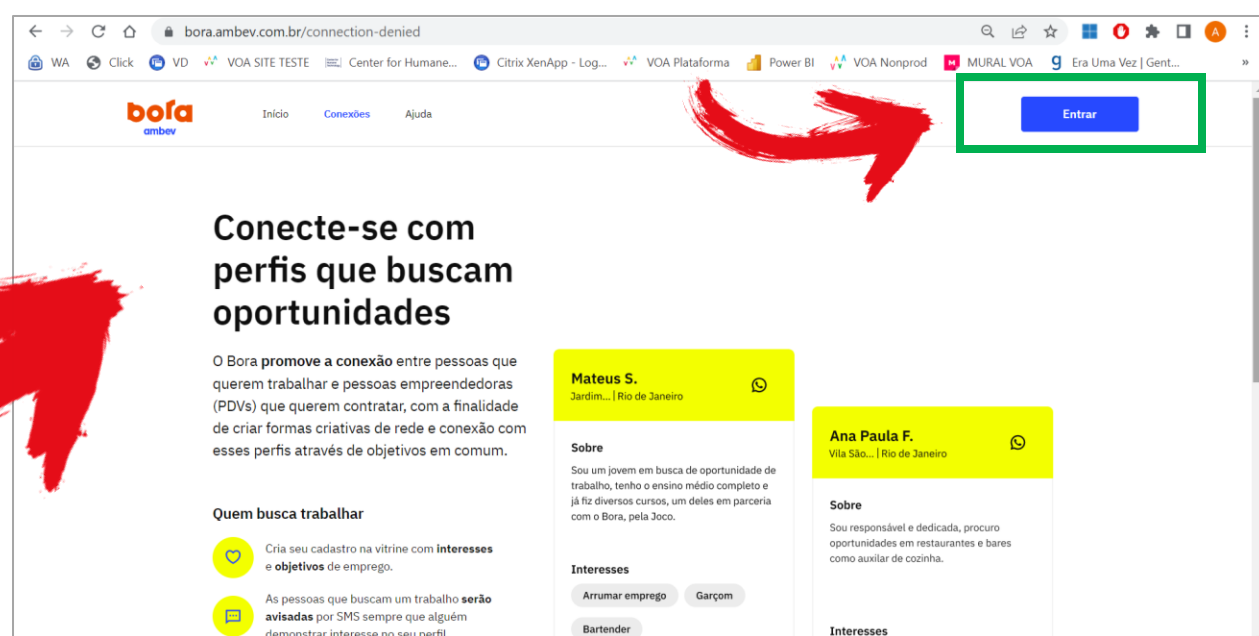 bora.ambev.com.br/connection-denied
A
WA Click VD VOA SITE TESTE Center for Humane... Citrix XenApp - Log... VOA Plataforma Power BI VOA Nonprod MURAL VOA Era Uma Vez | Gent... »
bora
ambev
Início Conexões Ajuda
Entrar
Conecte-se com
perfis que buscam
oportunidades
O Bora promove a conexão entre pessoas que
querem trabalhar e pessoas empreendedoras
(PDVs) que querem contratar, com a finalidade
de criar formas criativas de rede e conexão com
esses perfis através de objetivos em comum.
Quem busca trabalhar
Cria seu cadastro na vitrine com interesses
e objetivos de emprego.
As pessoas que buscam um trabalho serão
avisadas por SMS sempre que alguém
demonstrar interesse no seu perfil
Mateus S.
Jardim... | Rio de Janeiro
Sobre
Sou um jovem em busca de oportunidade de
trabalho, tenho o ensino médio completo e
já fiz diversos cursos, um deles em parceria
com o Bora, pela Joco.
Interesses
Arrumar emprego Garçom
Bartender
Ana Paula F.
Vila São... | Rio de Janeiro
Sobre
Sou responsável e dedicada, procuro
oportunidades em restaurantes e bares
como auxilar de cozinha.
Interesses